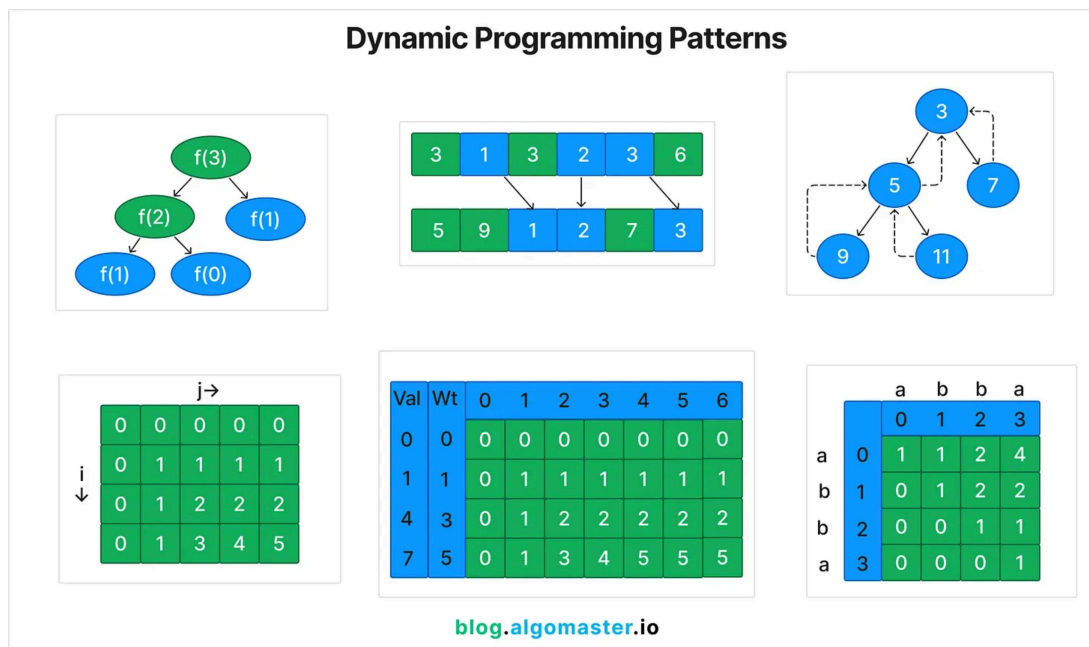 Dynamic Programming Patterns
f(3)
f(2) f(1)
f(1) f(0)
3 1 3 2 3 6
5 9 1 2 7 3
3
5 7
9 11
j→
i
↓
0 0 0 0 0
0 1 1 1 1
0 1 2 2 2
0 1 3 4 5
Val Wt 0 1 2 3 4 5 6
0 0 0 0 0 0 0 0 0
1 1 0 1 1 1 1 1 1
4 3 0 1 2 2 2 2 2
7 5 0 1 3 4 5 5 5
a b b a
0 1 2 3
a 0 1 1 2 4
b 1 0 1 2 2
b 2 0 0 1 1
a 3 0 0 0 1
blog.algomaster.io